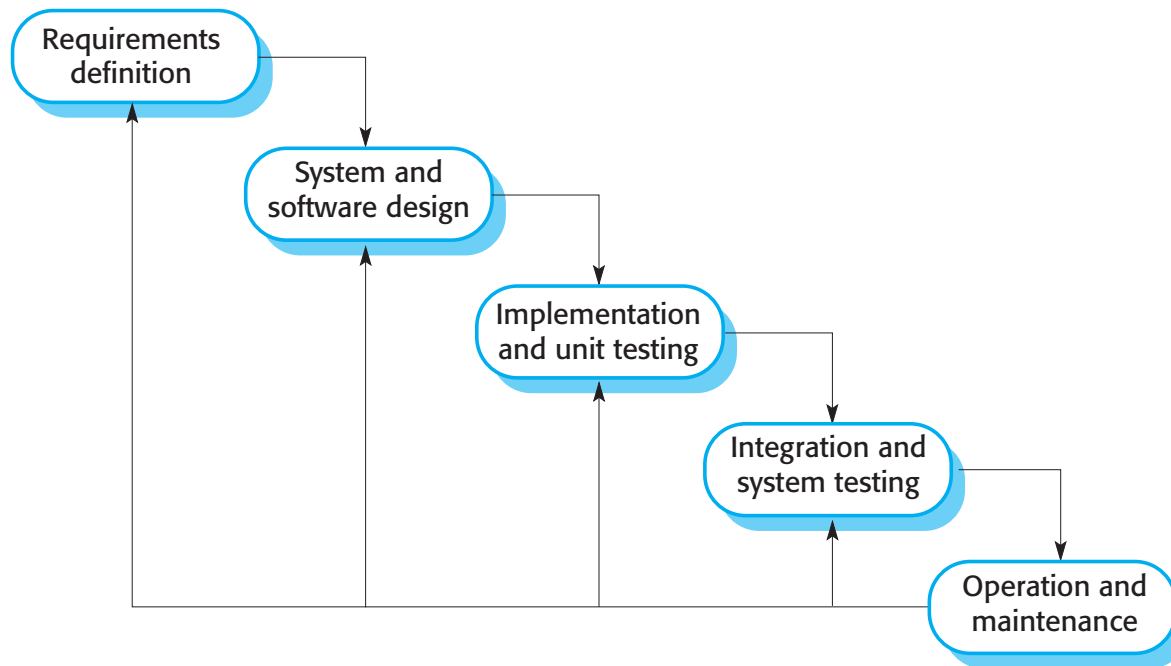 Requirements
definition
System and
software design
Implementation
and unit testing
Integration and
system testing
Operation and
maintenance